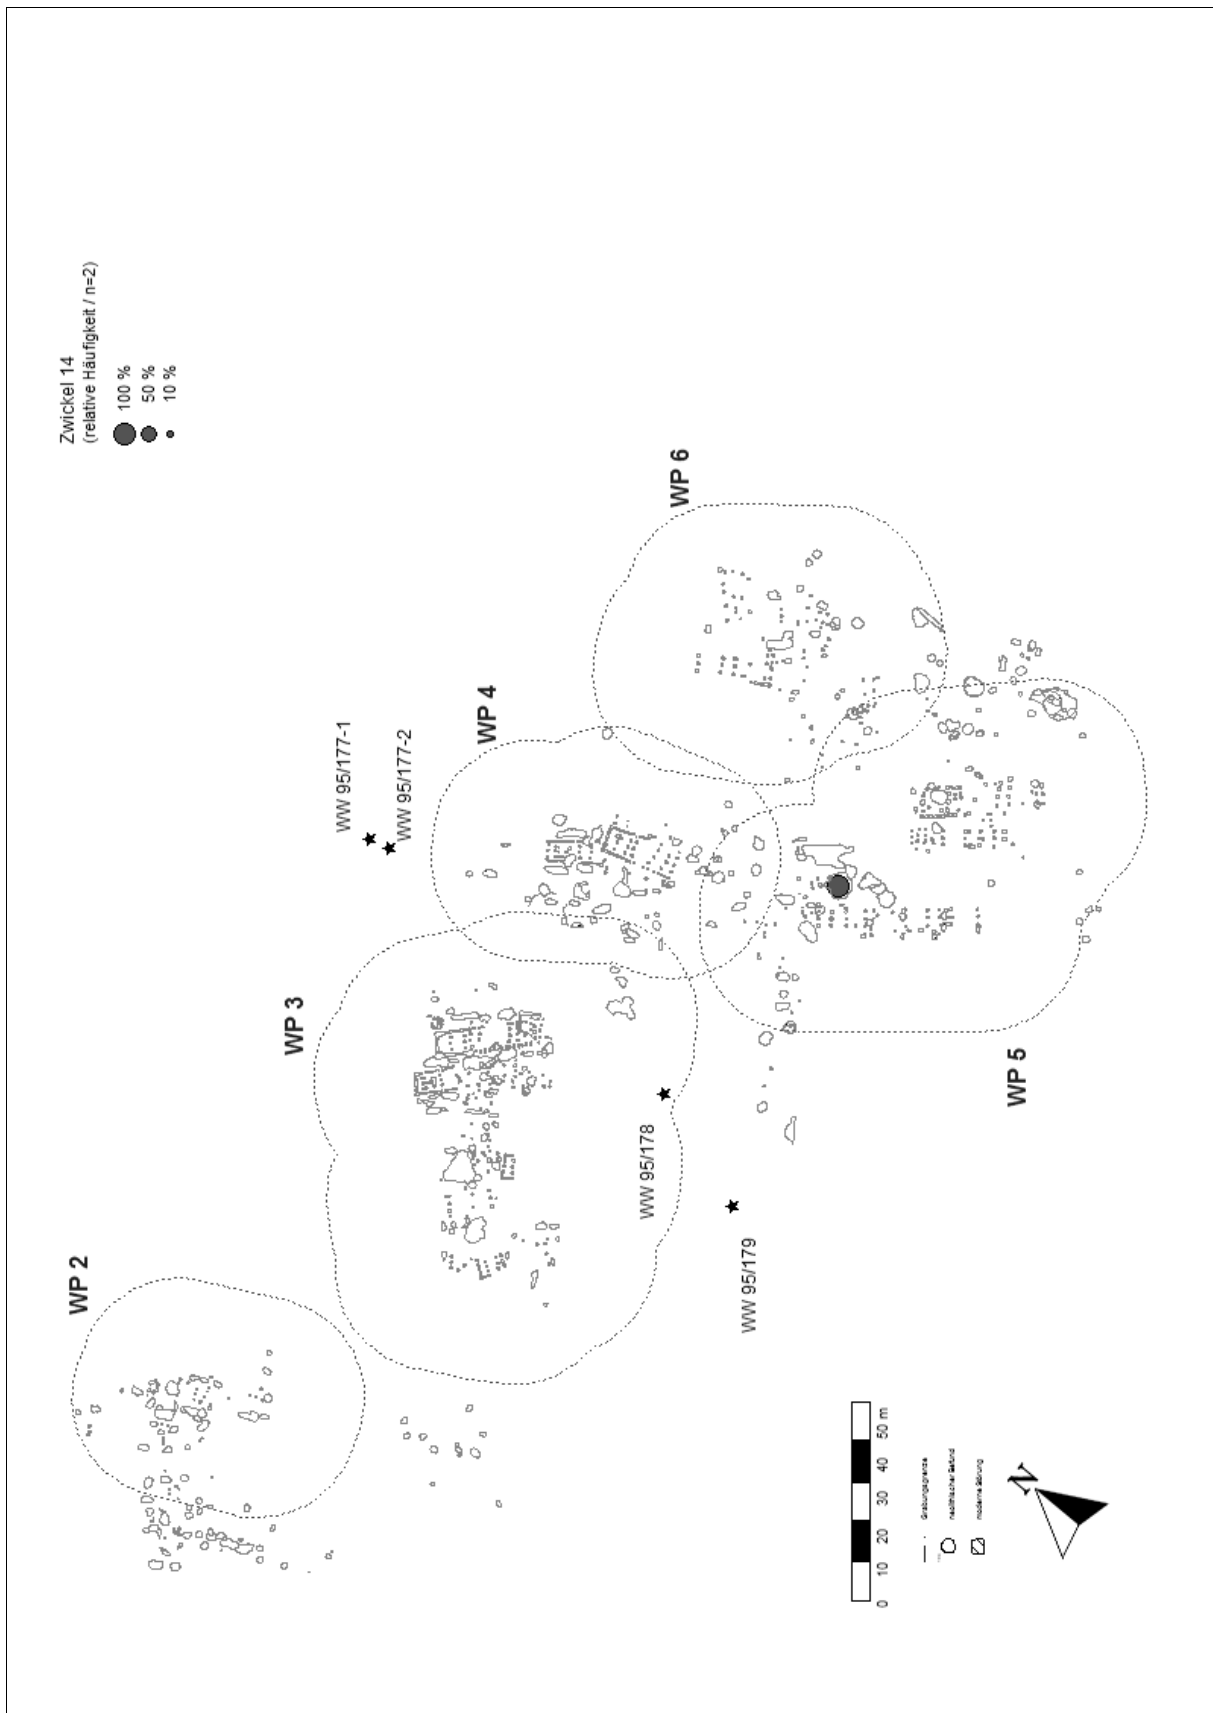 Zwickel 14
(relative Häufigkeit / n=2)
100 %
50 %
10 %
WP 2
WP 3
WP 4
WP 6
WP 5
WW 95/177-1
WW 95/177-2
WW 95/178
WW 95/179
0 10 20 30 40 50 m
Grabungsgrenze
neolithischer Befund
moderne Störung
N